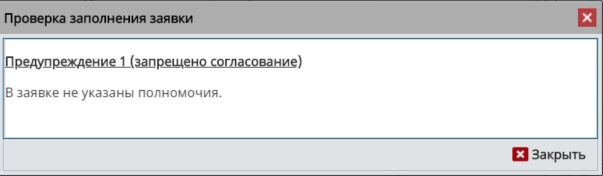 Проверка заполнения заявки
Предупреждение 1 (запрещено согласование)
В заявке не указаны полномочия.
Закрыть